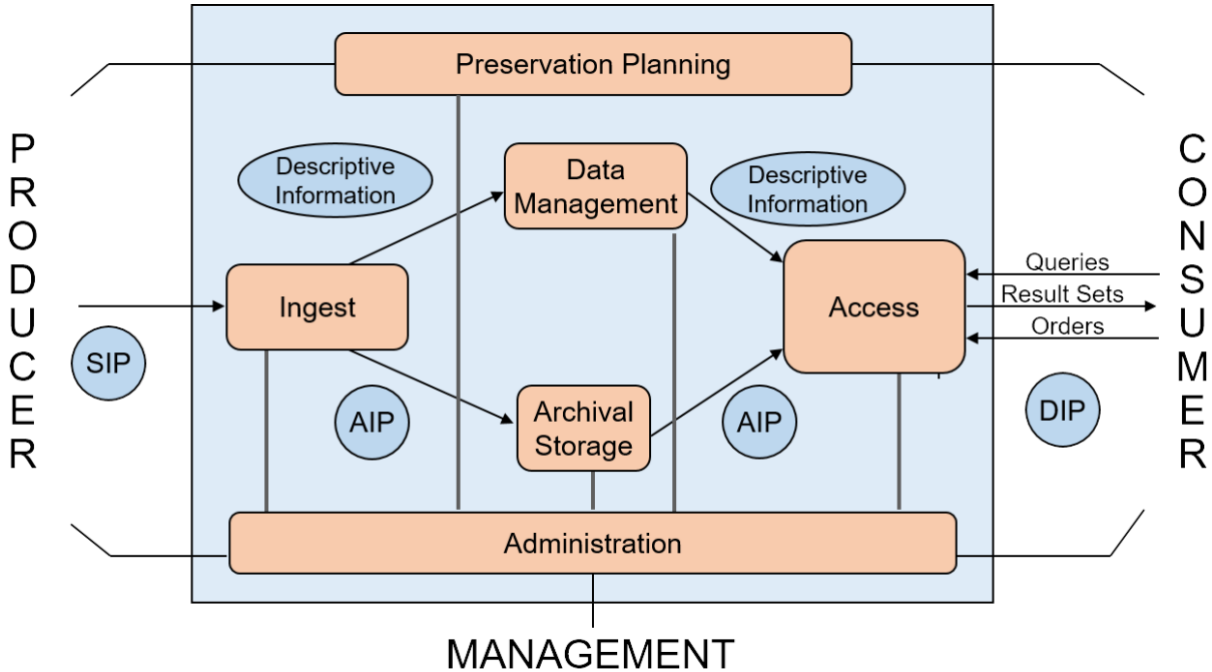 Preservation Planning
PRODUCER
CONSUMER
Descriptive
Information
Data
Management
Descriptive
Information
Ingest
Access
Queries
Result Sets
Orders
SIP
AIP
Archival
Storage
AIP
DIP
Administration
MANAGEMENT